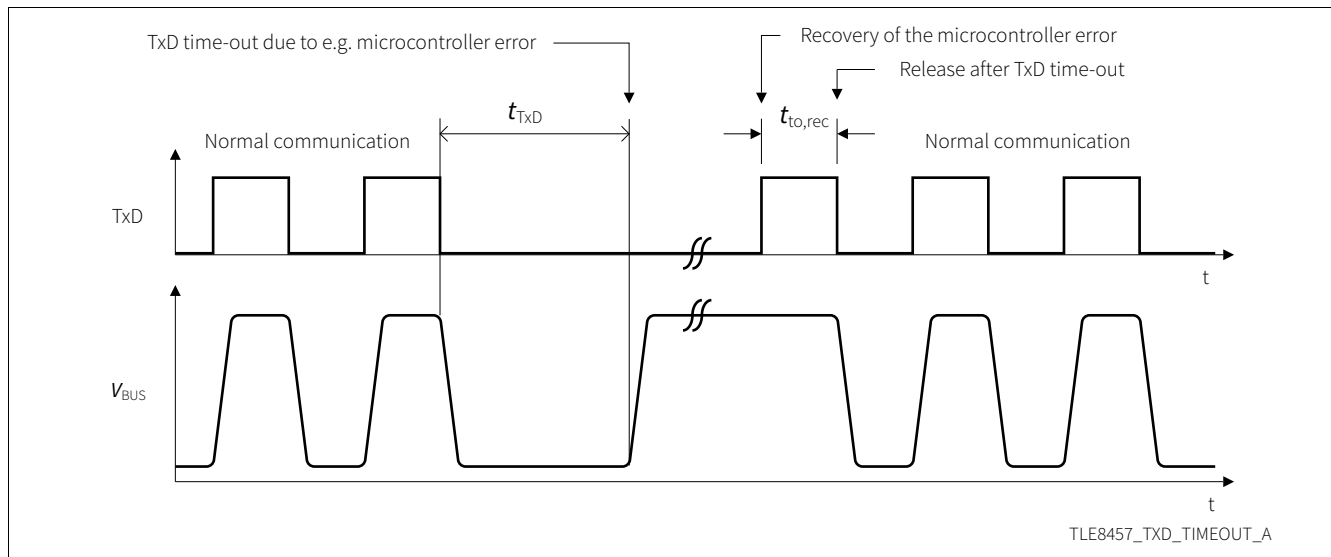 TxD time-out due to e.g. microcontroller error
Recovery of the microcontroller error
Release after TxD time-out
tTxD
tto,rec
Normal communication
Normal communication
TxD
t
VBUS
t
TLE8457_TXD_TIMEOUT_A